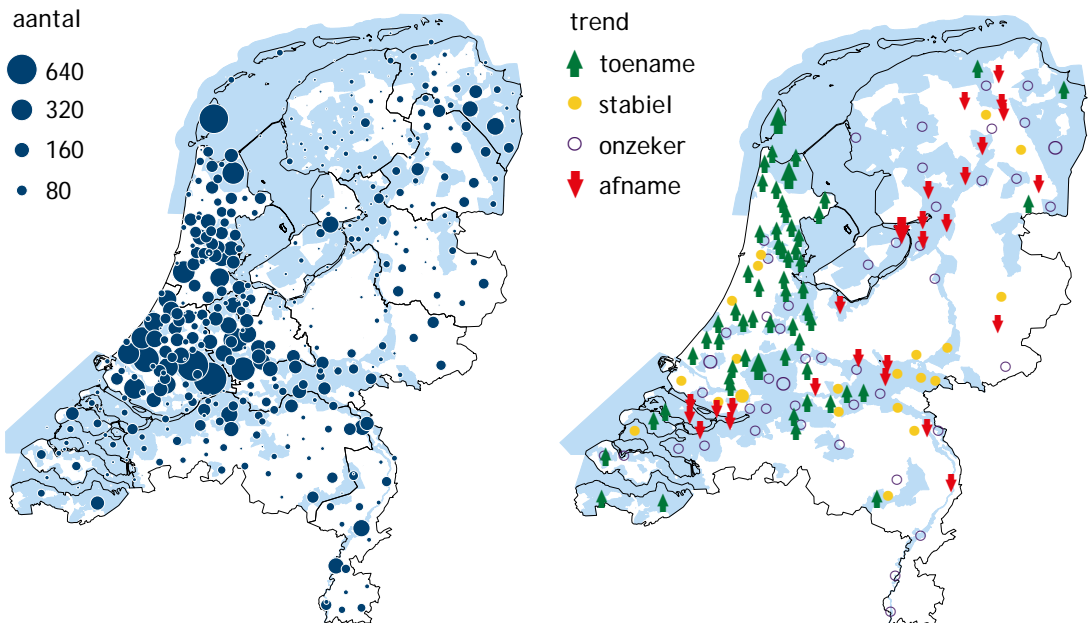 aantal
640
320
160
80
trend
toename
stabiel
onzeker
afname